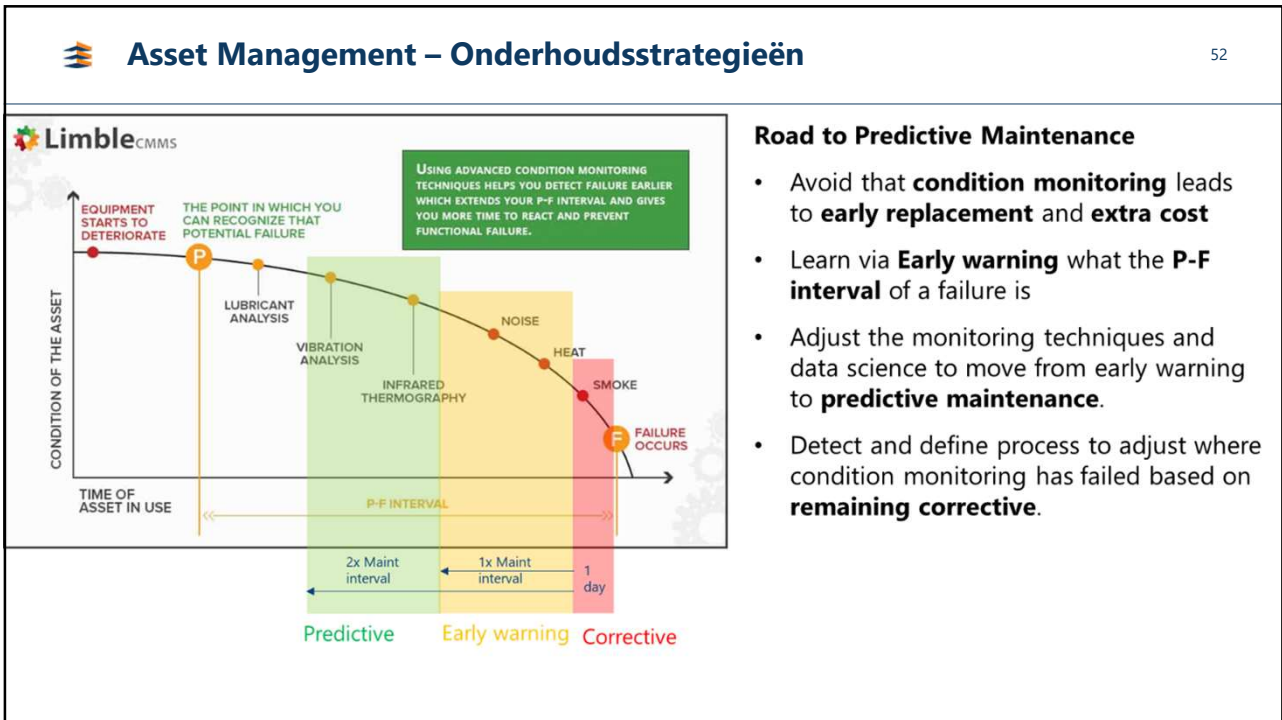 Asset Management – Onderhoudsstrategieën
52
Limble CMMS
USING ADVANCED CONDITION MONITORING
TECHNIQUES HELPS YOU DETECT FAILURE EARLIER
WHICH EXTENDS YOUR P-F INTERVAL AND GIVES
YOU MORE TIME TO REACT AND PREVENT
FUNCTIONAL FAILURE.
EQUIPMENT
STARTS TO
DETERIORATE
THE POINT IN WHICH YOU
CAN RECOGNIZE THAT
POTENTIAL FAILURE
P
LUBRICANT
ANALYSIS
VIBRATION
ANALYSIS
INFRARED
THERMOGRAPHY
NOISE
HEAT
SMOKE
F
FAILURE
OCCURS
CONDITION OF THE ASSET
TIME OF
ASSET IN USE
P-F INTERVAL
2x Maint
interval
1x Maint
interval
1
day
Predictive
Early warning
Corrective
Road to Predictive Maintenance
• Avoid that condition monitoring leads
to early replacement and extra cost
• Learn via Early warning what the P-F
interval of a failure is
• Adjust the monitoring techniques and
data science to move from early warning
to predictive maintenance.
• Detect and define process to adjust where
condition monitoring has failed based on
remaining corrective.